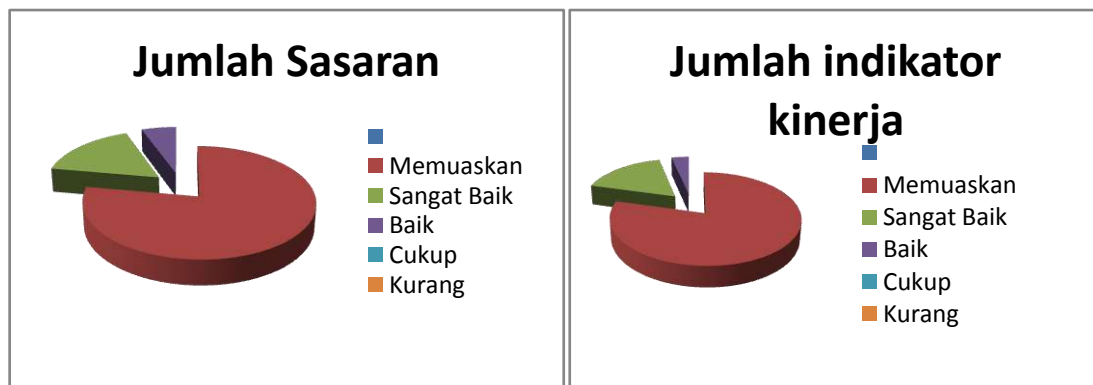 Jumlah Sasaran
Memuaskan
Sangat Baik
Baik
Cukup
Kurang
Jumlah indikator
kinerja
Memuaskan
Sangat Baik
Baik
Cukup
Kurang